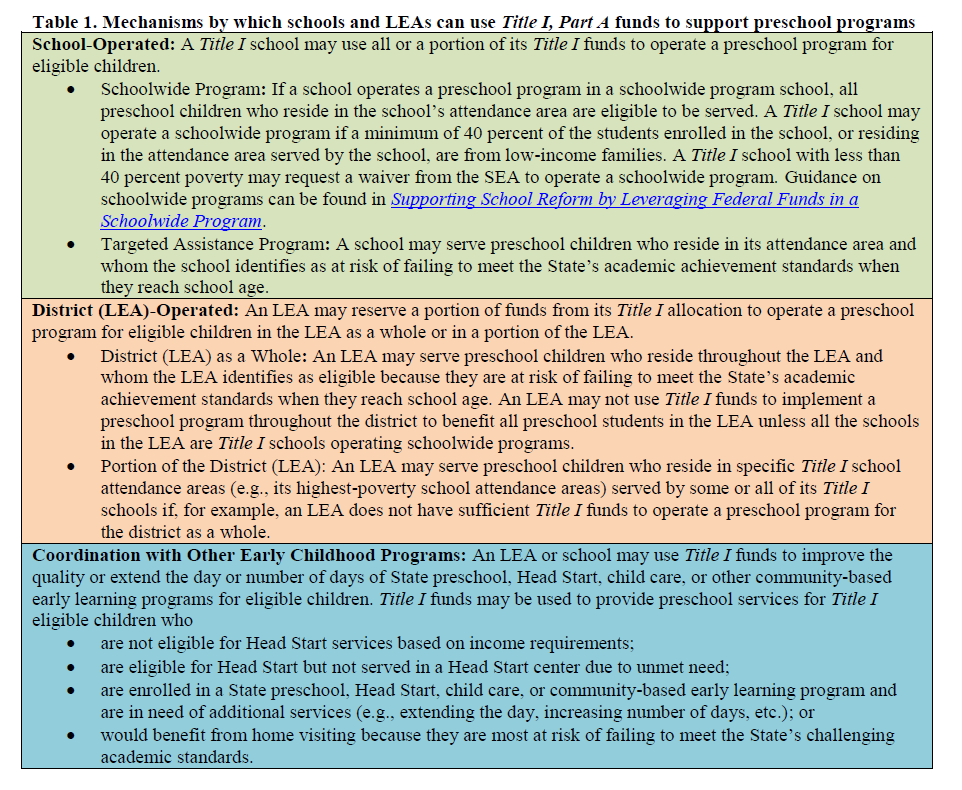 Table 1. Mechanisms by which schools and LEAs can use Title I, Part A funds to support preschool programs
School-Operated: A Title I school may use all or a portion of its Title I funds to operate a preschool program for
eligible children.
• Schoolwide Program: If a school operates a preschool program in a schoolwide program school, all
preschool children who reside in the school's attendance area are eligible to be served. A Title I school may
operate a schoolwide program if a minimum of 40 percent of the students enrolled in the school, or residing
in the attendance area served by the school, are from low-income families. A Title I school with less than
40 percent poverty may request a waiver from the SEA to operate a schoolwide program. Guidance on
schoolwide programs can be found in Supporting School Reform by Leveraging Federal Funds in a
Schoolwide Program.
• Targeted Assistance Program: A school may serve preschool children who reside in its attendance area and
whom the school identifies as at risk of failing to meet the State's academic achievement standards when
they reach school age.
District (LEA)-Operated: An LEA may reserve a portion of funds from its Title I allocation to operate a preschool
program for eligible children in the LEA as a whole or in a portion of the LEA.
• District (LEA) as a Whole: An LEA may serve preschool children who reside throughout the LEA and
whom the LEA identifies as eligible because they are at risk of failing to meet the State's academic
achievement standards when they reach school age. An LEA may not use Title I funds to implement a
preschool program throughout the district to benefit all preschool students in the LEA unless all the schools
in the LEA are Title I schools operating schoolwide programs.
• Portion of the District (LEA): An LEA may serve preschool children who reside in specific Title I school
attendance areas (e.g., its highest-poverty school attendance areas) served by some or all of its Title I
schools if, for example, an LEA does not have sufficient Title I funds to operate a preschool program for
the district as a whole.
Coordination with Other Early Childhood Programs: An LEA or school may use Title I funds to improve the
quality or extend the day or number of days of State preschool, Head Start, child care, or other community-based
early learning programs for eligible children. Title I funds may be used to provide preschool services for Title I
eligible children who
• are not eligible for Head Start services based on income requirements;
• are eligible for Head Start but not served in a Head Start center due to unmet need;
• are enrolled in a State preschool, Head Start, child care, or community-based early learning program and
are in need of additional services (e.g., extending the day, increasing number of days, etc.); or
• would benefit from home visiting because they are most at risk of failing to meet the State's challenging
academic standards.